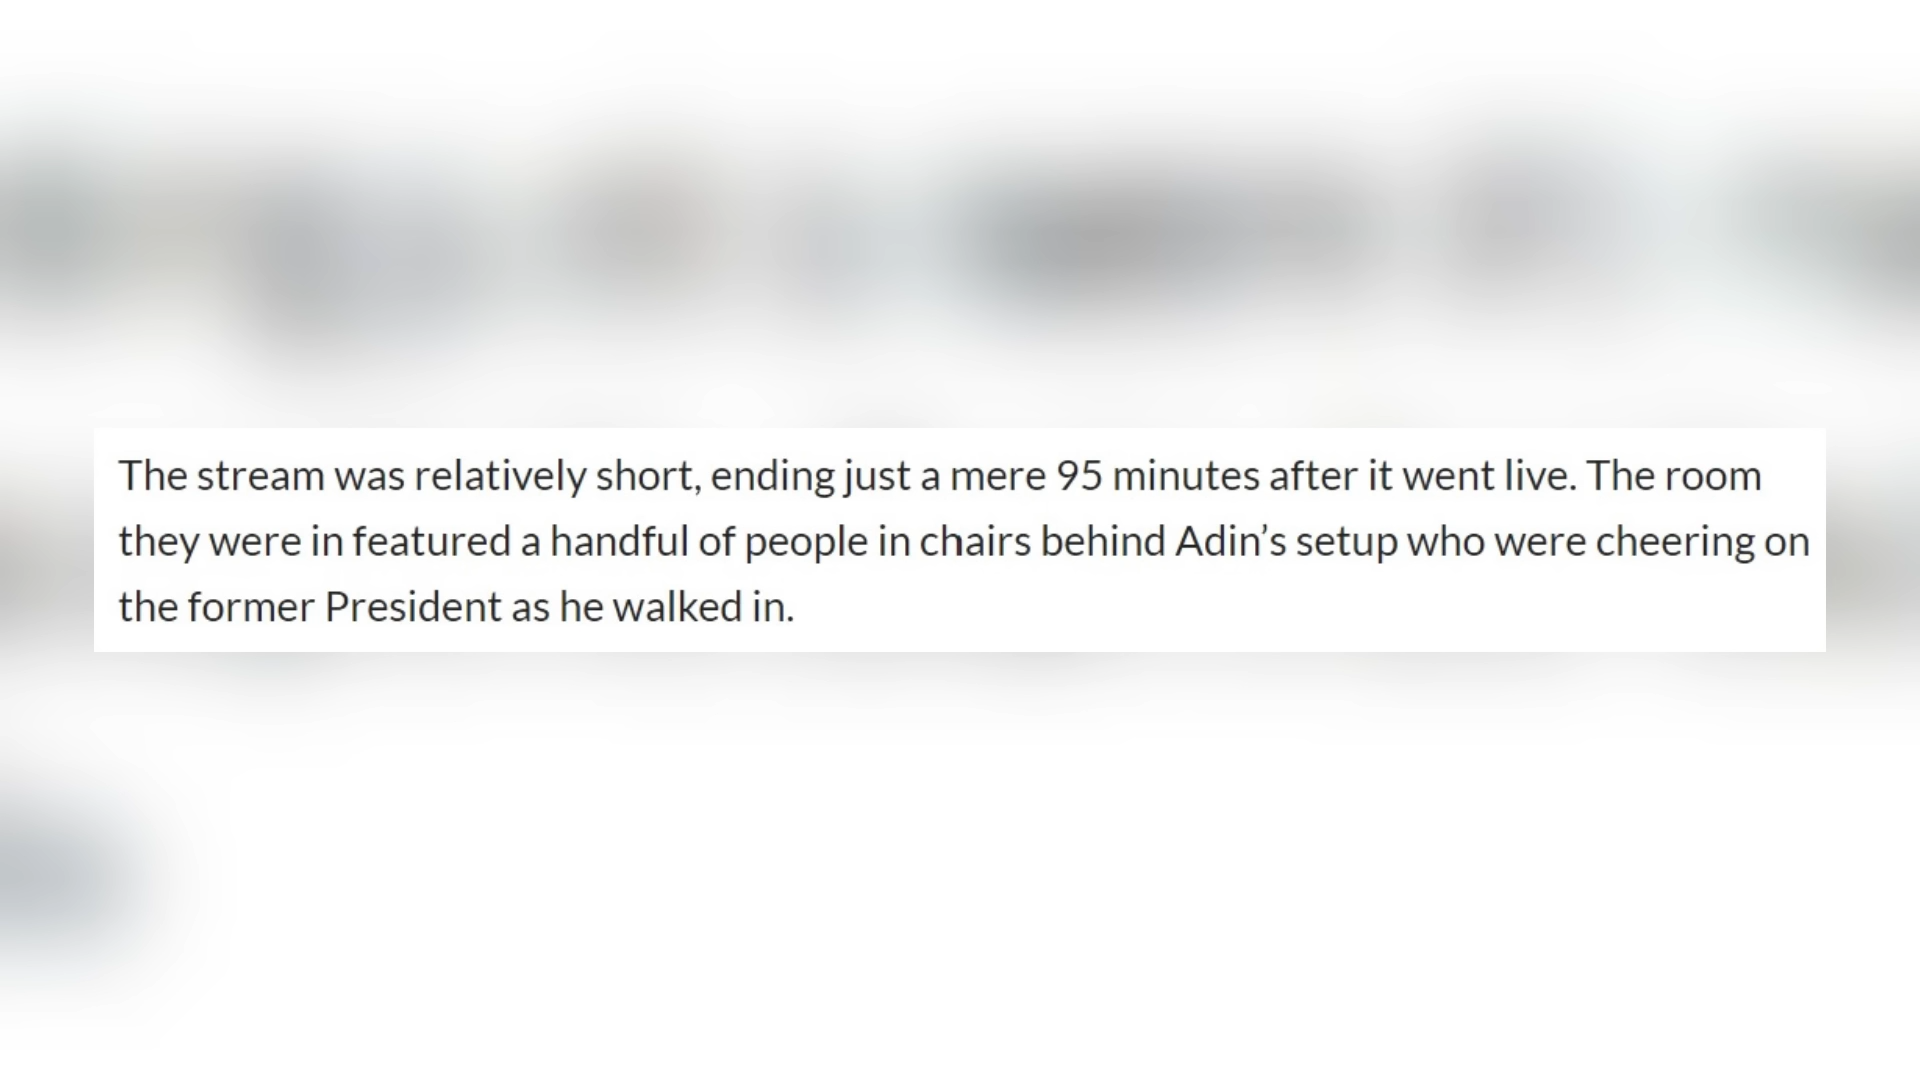 The stream was relatively short, ending just a mere 95 minutes after it went live. The room
they were in featured a handful of people in chairs behind Adin’s setup who were cheering on
the former President as he walked in.